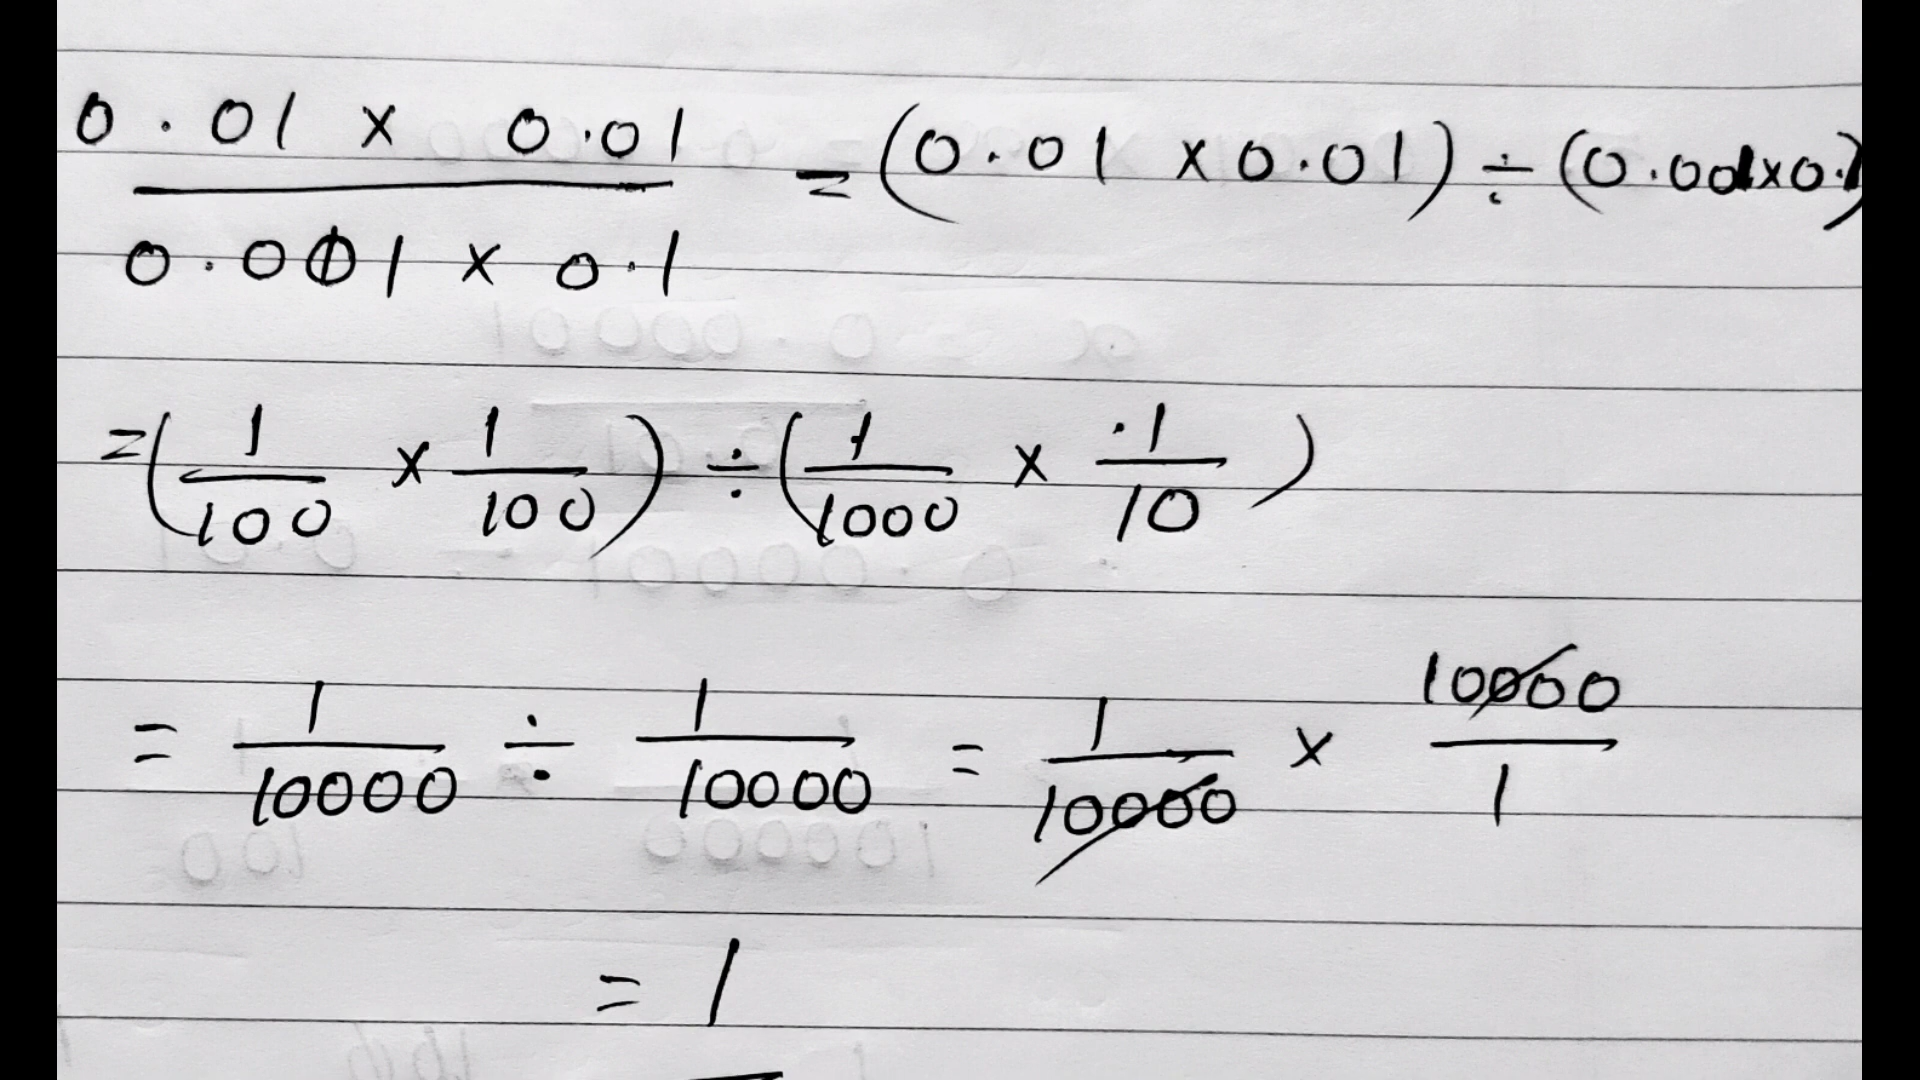 0.01 × 0.01 / 0.001 × 0.1 = (0.01 × 0.01) ÷ (0.001 × 0.1)
= (1/100 × 1/100) ÷ (1/1000 × .1/10)
= 1/10000 ÷ 1/10000 = 1/10000 × 10000/1
= 1